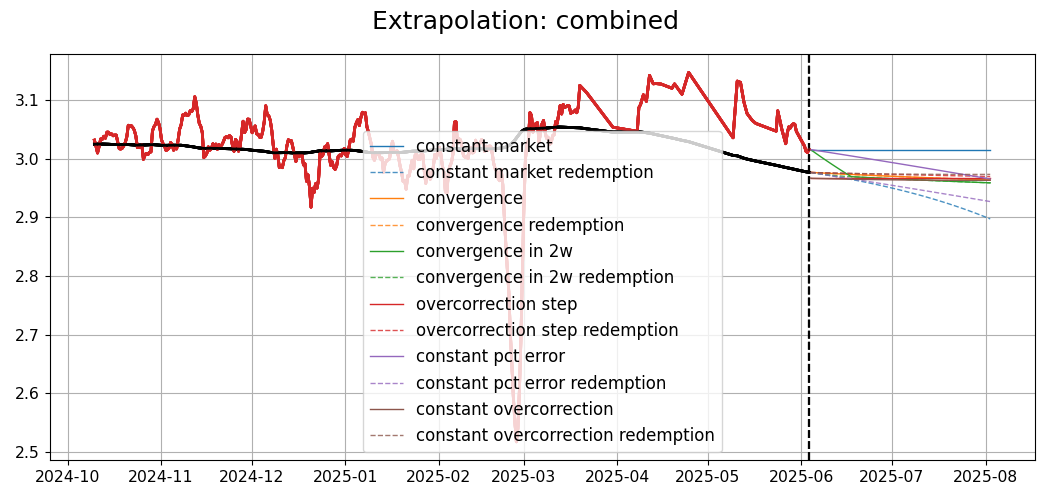 Extrapolation: combined
3.1
3.0
2.9
2.8
2.7
2.6
2.5
constant market
constant market redemption
convergence
convergence redemption
convergence in 2w
convergence in 2w redemption
overcorrection step
overcorrection step redemption
constant pct error
constant pct error redemption
constant overcorrection
constant overcorrection redemption
2024-10 2024-11 2024-12 2025-01 2025-02 2025-03 2025-04 2025-05 2025-06 2025-07 2025-08